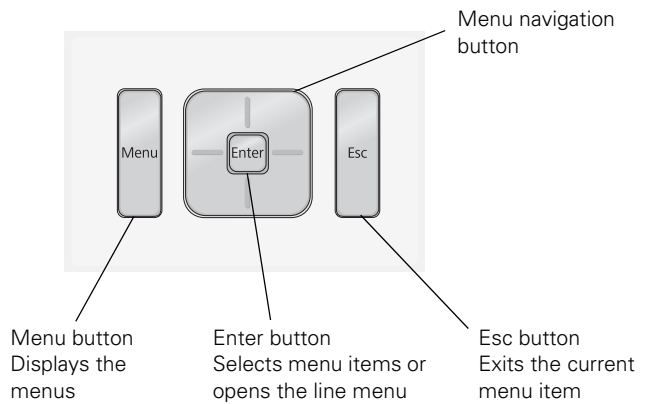 Menu navigation
button
Menu
Enter
Esc
Menu button
Displays the
menus
Enter button
Selects menu items or
opens the line menu
Esc button
Exits the current
menu item